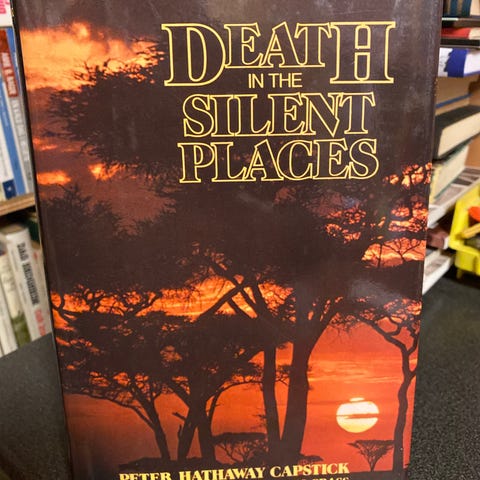 DEATH
IN THE
SILENT
PLACES
PETER HATHAWAY CAPSTICK